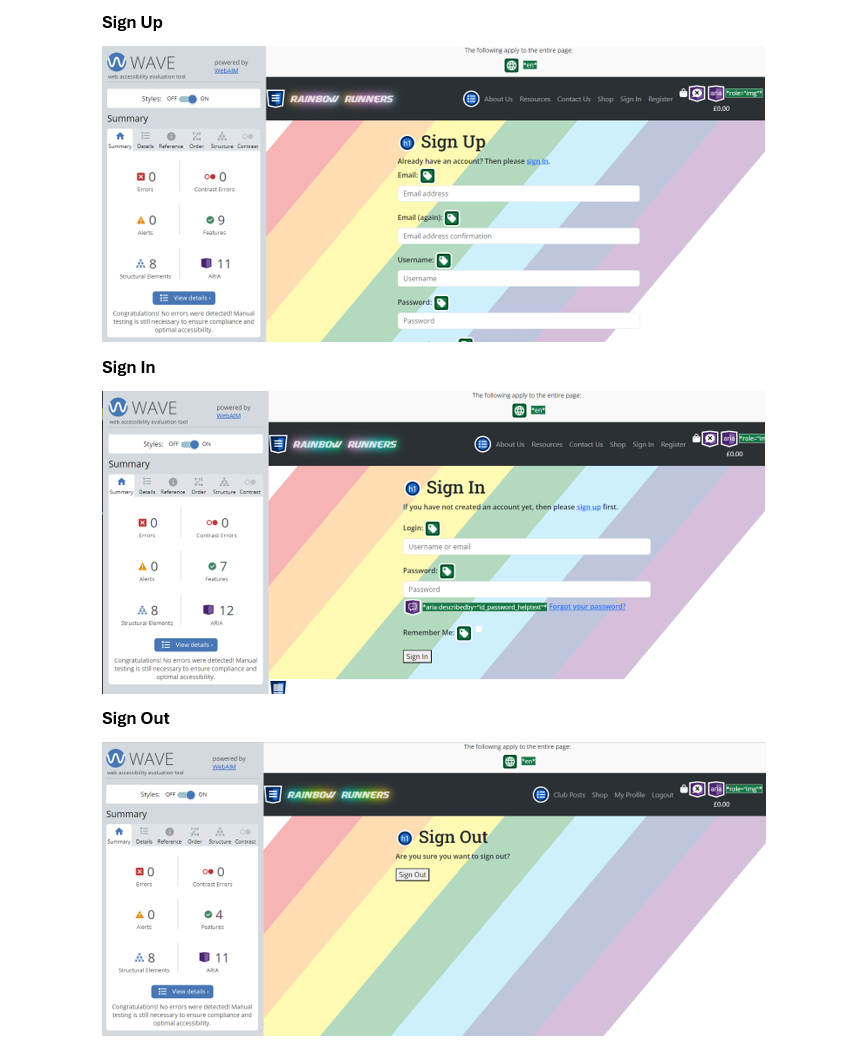 Sign Up
The following apply to the entire page:
*en*
WAVE
web accessibility evaluation tool
powered by
WebAIM
Styles: OFF ON
Summary
Summary Details Reference Order Structure Contrast
0 Errors
0 Contrast Errors
0 Alerts
9 Features
8 Structural Elements
11 ARIA
View details ›
Congratulations! No errors were detected! Manual
testing is still necessary to ensure compliance and
optimal accessibility.
RAINBOW RUNNERS
About Us Resources Contact Us Shop Sign In Register
aria *role="img"*
£0.00
h1 Sign Up
Already have an account? Then please sign in.
Email:
Email address
Email (again):
Email address confirmation
Username:
Username
Password:
Password
Sign In
The following apply to the entire page:
*en*
WAVE
web accessibility evaluation tool
powered by
WebAIM
Styles: OFF ON
Summary
Summary Details Reference Order Structure Contrast
0 Errors
0 Contrast Errors
0 Alerts
7 Features
8 Structural Elements
12 ARIA
View details ›
Congratulations! No errors were detected! Manual
testing is still necessary to ensure compliance and
optimal accessibility.
RAINBOW RUNNERS
About Us Resources Contact Us Shop Sign In Register
aria *role="im
£0.00
h1 Sign In
If you have not created an account yet, then please sign up first.
Login:
Username or email
Password:
Password
*aria-describedby="id_password_helptext"* Forgot your password?
Remember Me:
Sign In
Sign Out
The following apply to the entire page:
*en*
WAVE
web accessibility evaluation tool
powered by
WebAIM
Styles: OFF ON
Summary
Summary Details Reference Order Structure Contrast
0 Errors
0 Contrast Errors
0 Alerts
4 Features
8 Structural Elements
11 ARIA
View details ›
Congratulations! No errors were detected! Manual
testing is still necessary to ensure compliance and
optimal accessibility.
RAINBOW RUNNERS
Club Posts Shop My Profile Logout
aria *role="img"*
£0.00
h1 Sign Out
Are you sure you want to sign out?
Sign Out